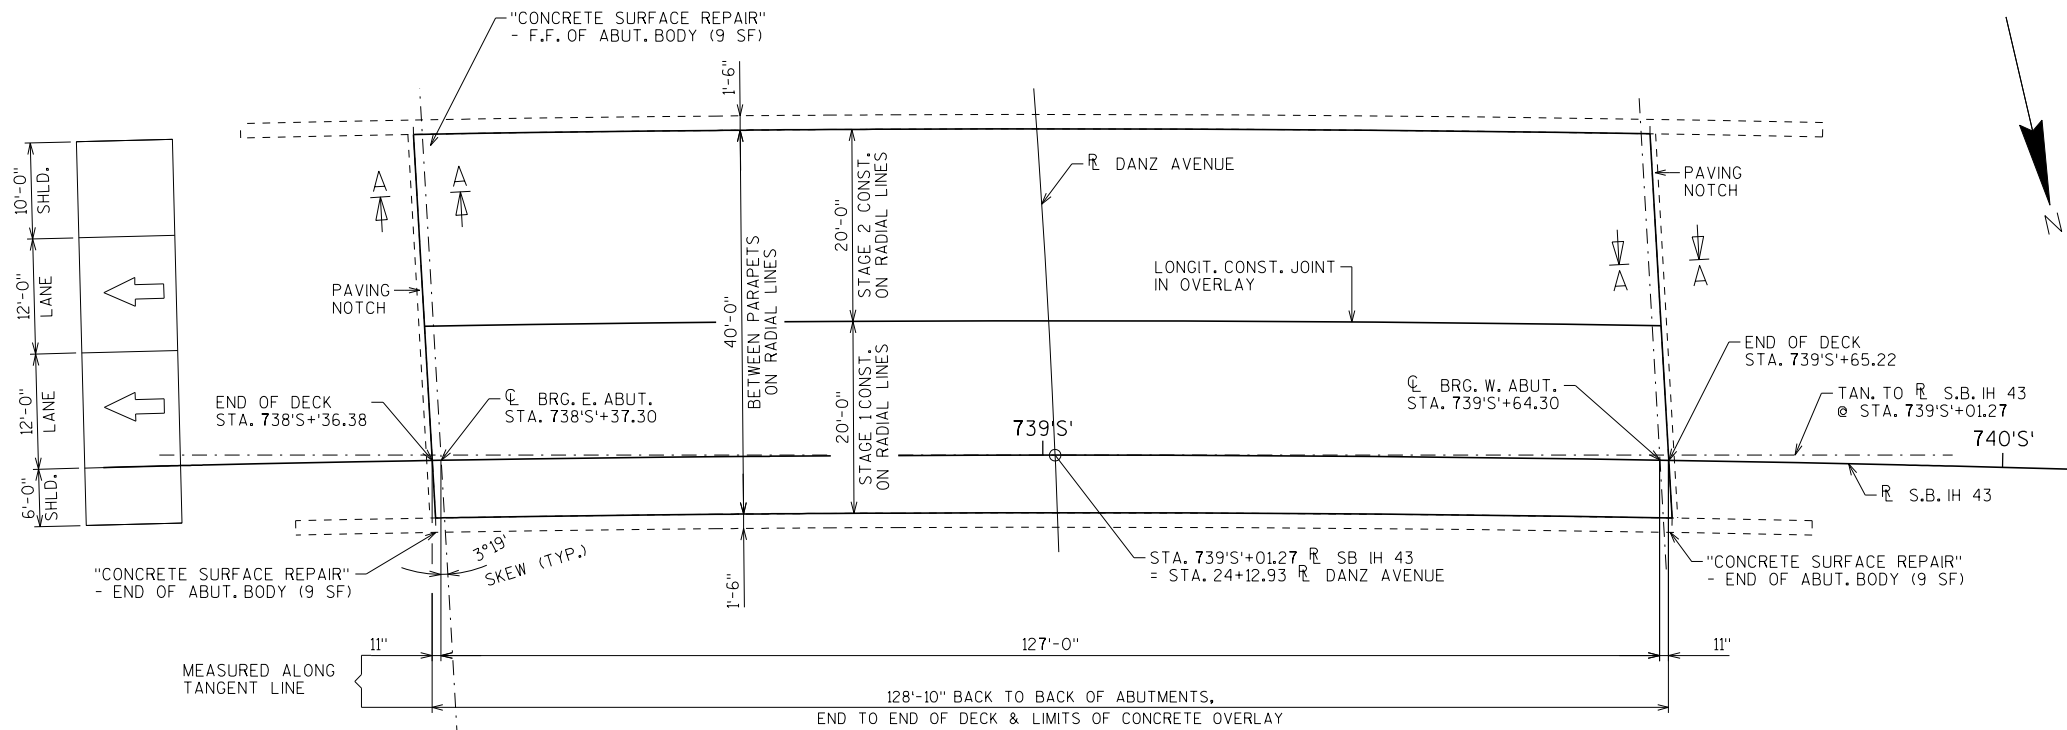 "CONCRETE SURFACE REPAIR"
- F.F. OF ABUT. BODY (9 SF)
1'-6"
10'-0"
SHLD.
12'-0"
LANE
12'-0"
LANE
6'-0"
SHLD.
A
A
PAVING
NOTCH
℞ DANZ AVENUE
20'-0"
STAGE 2 CONST.
ON RADIAL LINES
40'-0"
BETWEEN PARAPETS
ON RADIAL LINES
20'-0"
STAGE 1 CONST.
ON RADIAL LINES
LONGIT. CONST. JOINT
IN OVERLAY
PAVING
NOTCH
A
A
N
END OF DECK
STA. 738'S'+'36.38
℄ BRG. E. ABUT.
STA. 738'S'+37.30
739'S'
℄ BRG. W. ABUT.
STA. 739'S'+64.30
END OF DECK
STA. 739'S'+65.22
TAN. TO ℞ S.B. IH 43
@ STA. 739'S'+01.27
740'S'
℞ S.B. IH 43
3°19'
SKEW (TYP.)
"CONCRETE SURFACE REPAIR"
- END OF ABUT. BODY (9 SF)
1'-6"
STA. 739'S'+01.27 ℞ SB IH 43
= STA. 24+12.93 ℞ DANZ AVENUE
"CONCRETE SURFACE REPAIR"
- END OF ABUT. BODY (9 SF)
11"
127'-0"
11"
MEASURED ALONG
TANGENT LINE
128'-10" BACK TO BACK OF ABUTMENTS,
END TO END OF DECK & LIMITS OF CONCRETE OVERLAY